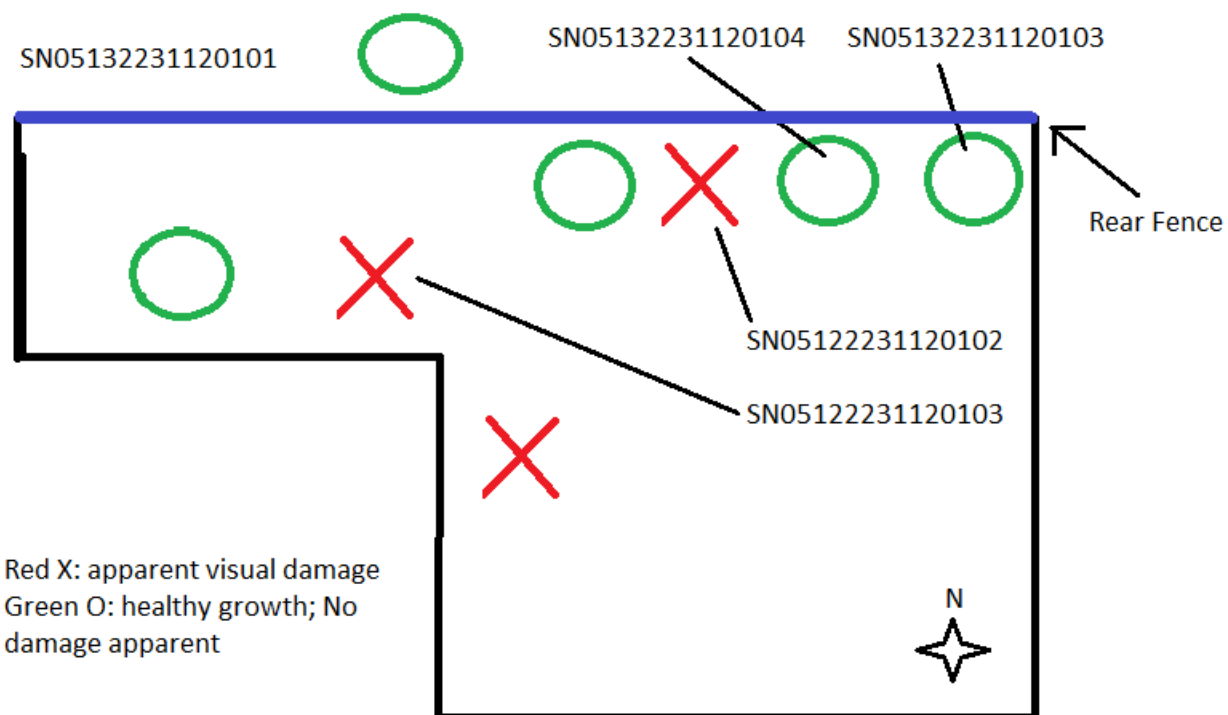 SN05132231120101
SN05132231120104
SN05132231120103
Rear Fence
SN05122231120102
SN05122231120103
Red X: apparent visual damage
Green O: healthy growth; No
damage apparent
N